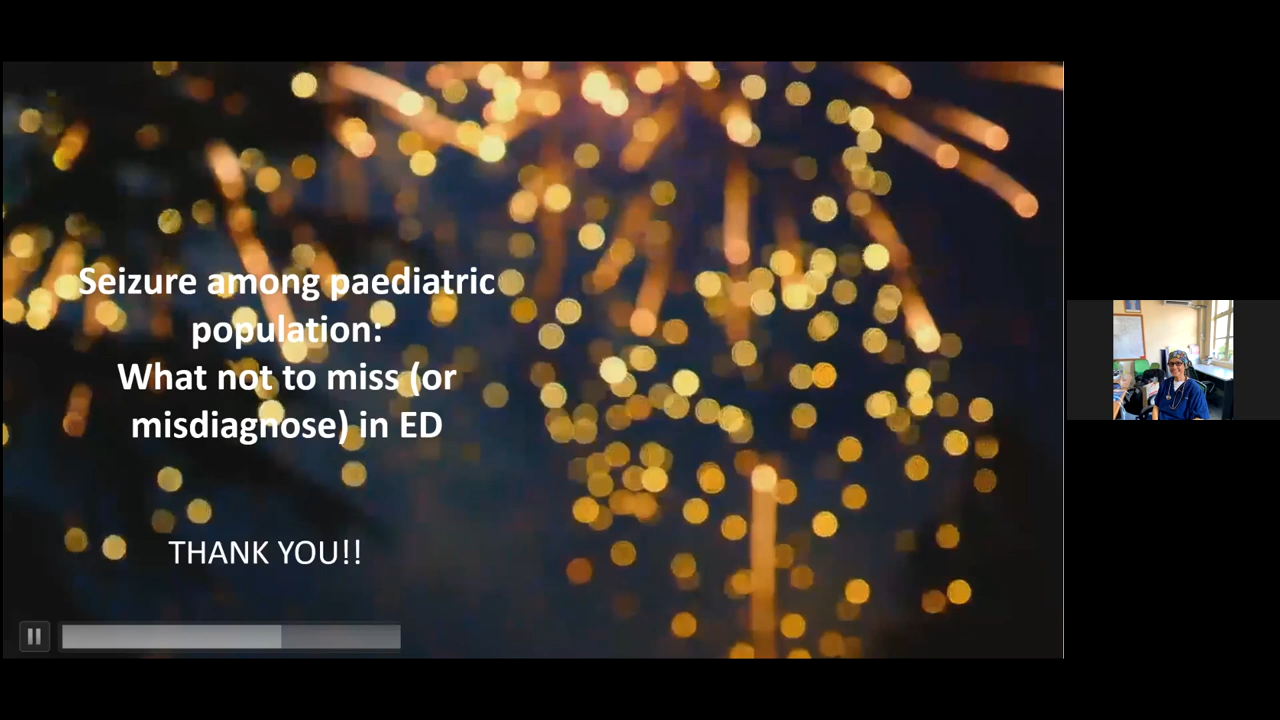 Seizure among paediatric
population:
What not to miss (or
misdiagnose) in ED
THANK YOU!!